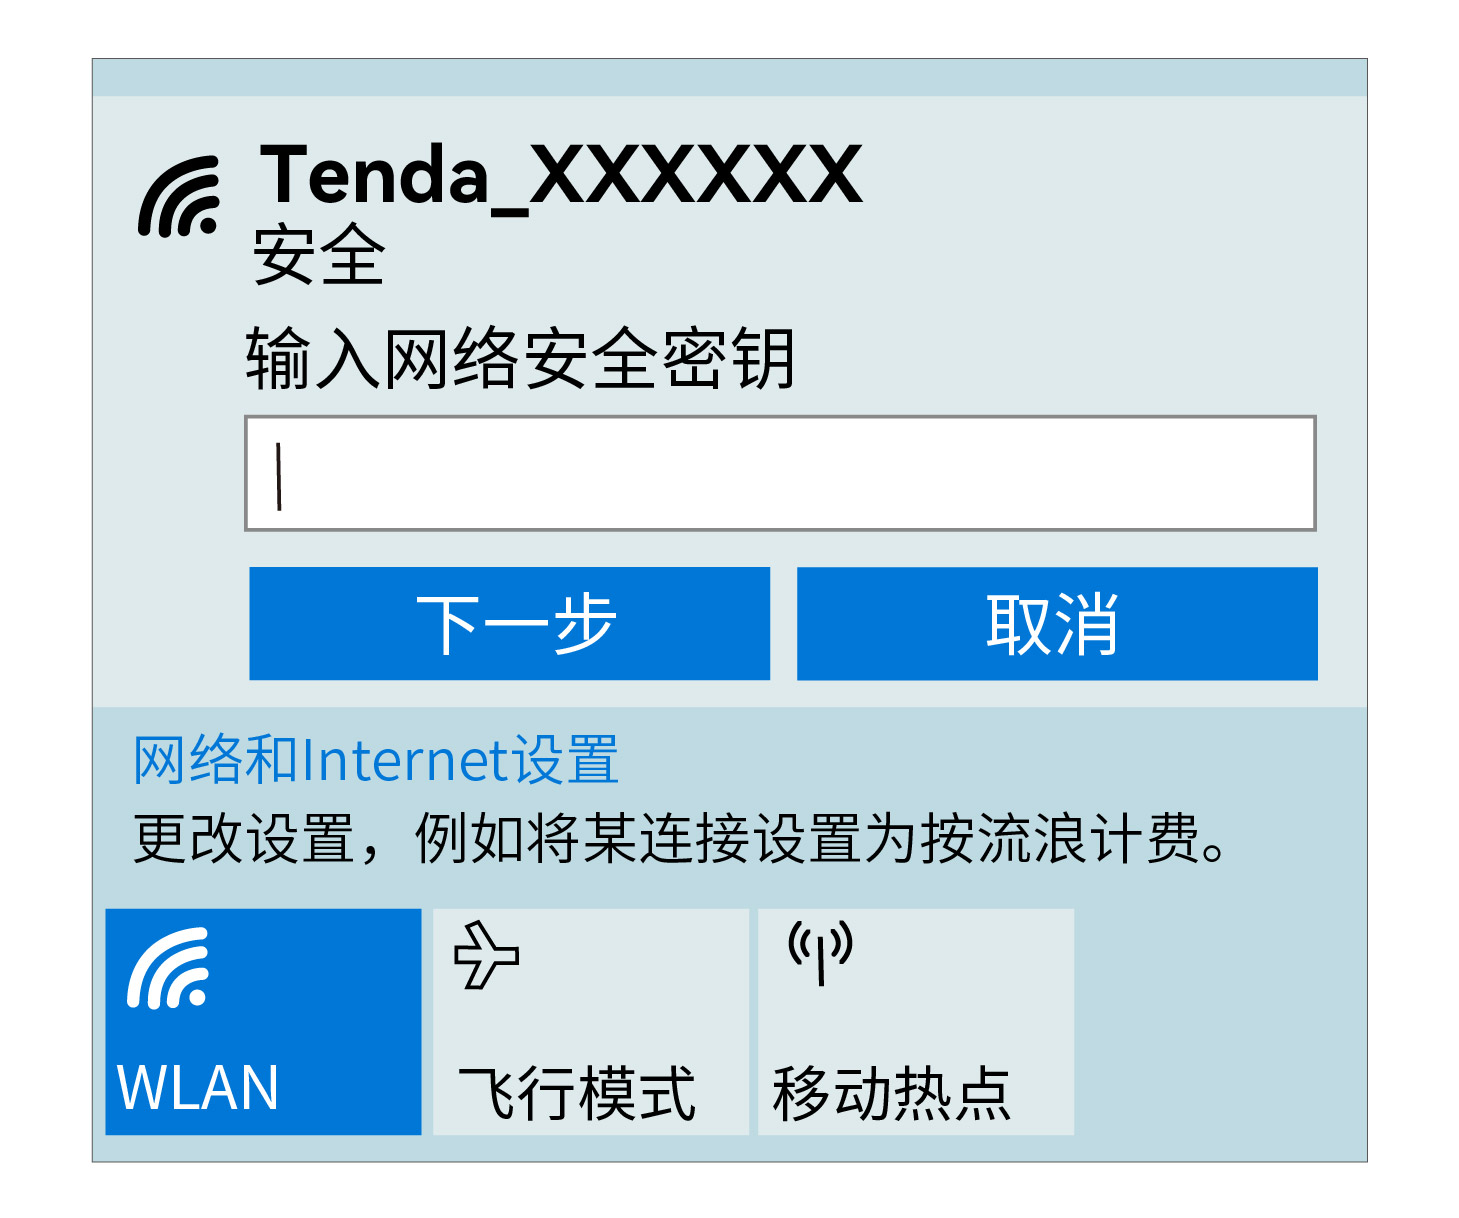 Tenda_XXXXXX
安全
输入网络安全密钥
下一步
取消
网络和Internet设置
更改设置，例如将某连接设置为按流浪计费。
WLAN
飞行模式
移动热点